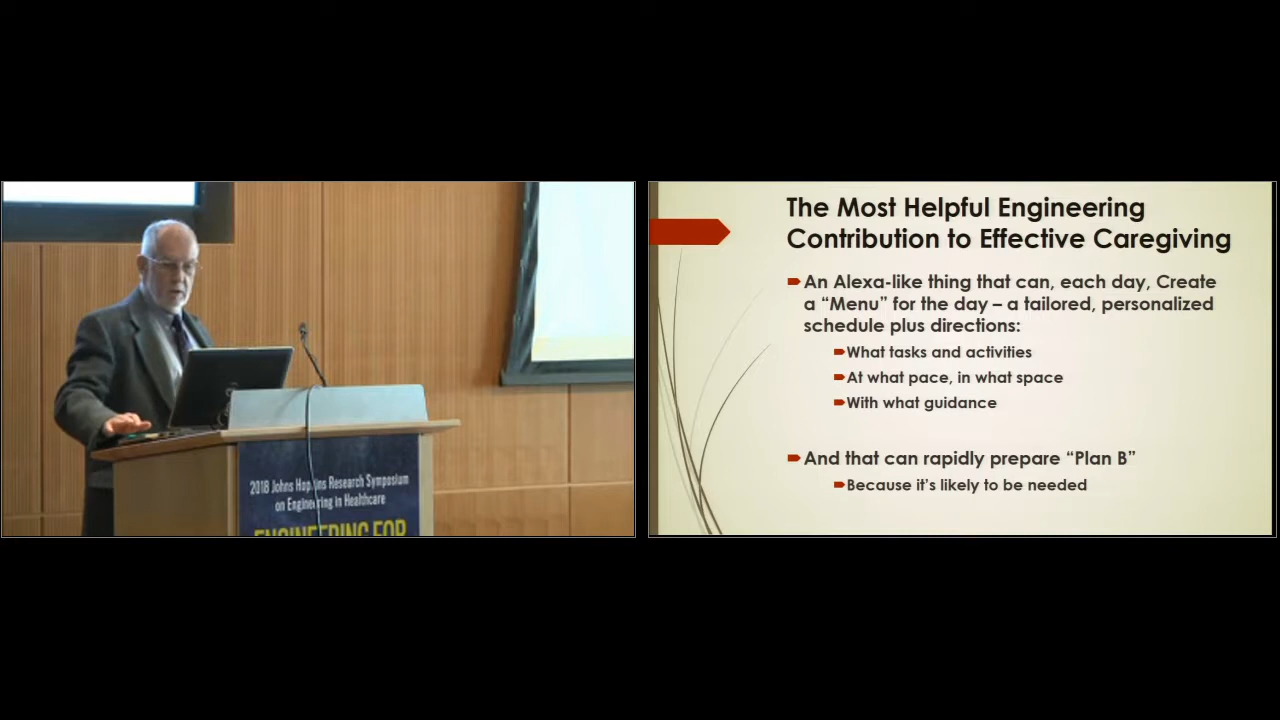 2018 Johns Hopkins Research Symposium
on Engineering in Healthcare
ENGINEERING FOR
The Most Helpful Engineering
Contribution to Effective Caregiving
An Alexa-like thing that can, each day, Create
a “Menu” for the day – a tailored, personalized
schedule plus directions:
What tasks and activities
At what pace, in what space
With what guidance
And that can rapidly prepare “Plan B”
Because it's likely to be needed